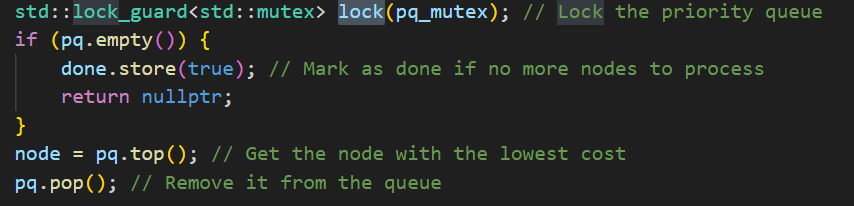 std::lock_guard<std::mutex> lock(pq_mutex); // Lock the priority queue
if (pq.empty()) {
    done.store(true); // Mark as done if no more nodes to process
    return nullptr;
}
node = pq.top(); // Get the node with the lowest cost
pq.pop(); // Remove it from the queue